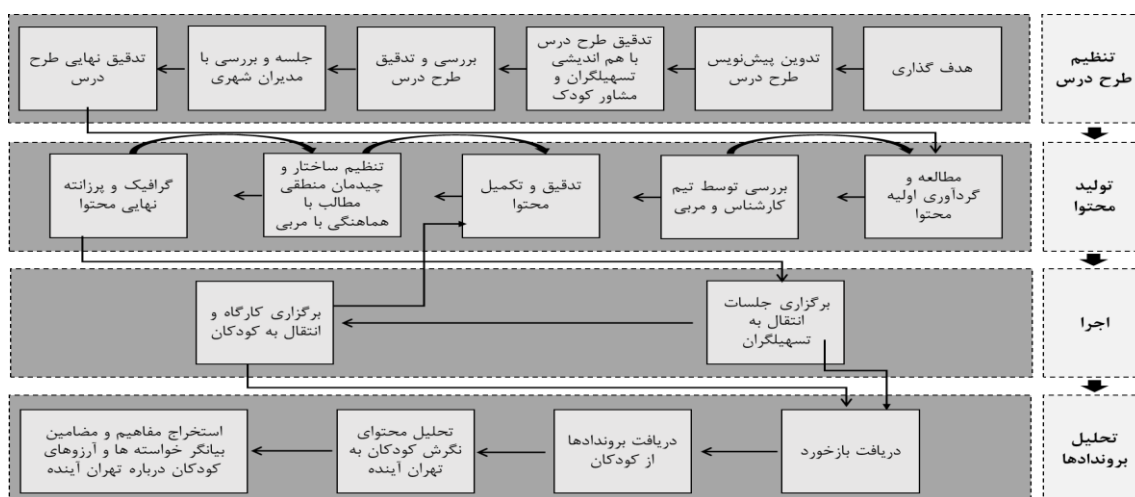 تنظیم
طرح درس
هدف گذاری
تدوین پیش‌نویس
طرح درس
تدقیق طرح درس
با هم اندیشی
تسهیلگران و
مشاور کودک
بررسی و تدقیق
طرح درس
جلسه و بررسی با
مدیران شهری
تدقیق نهایی طرح
درس
تولید
محتوا
مطالعه و
گردآوری اولیه
محتوا
بررسی توسط تیم
کارشناس و مربی
تدقیق و تکمیل
محتوا
تنظیم ساختار و
چیدمان منطقی
مطالب با
هماهنگی با مربی
گرافیک و پرزانته
نهایی محتوا
اجرا
برگزاری جلسات
انتقال به
تسهیلگران
برگزاری کارگاه و
انتقال به کودکان
تحلیل
بروندادها
دریافت بازخورد
دریافت بروندادها
از کودکان
تحلیل محتوای
نگرش کودکان به
تهران آینده
استخراج مفاهیم و مضامین
بیانگر خواسته ها و آرزوهای
کودکان درباره تهران آینده